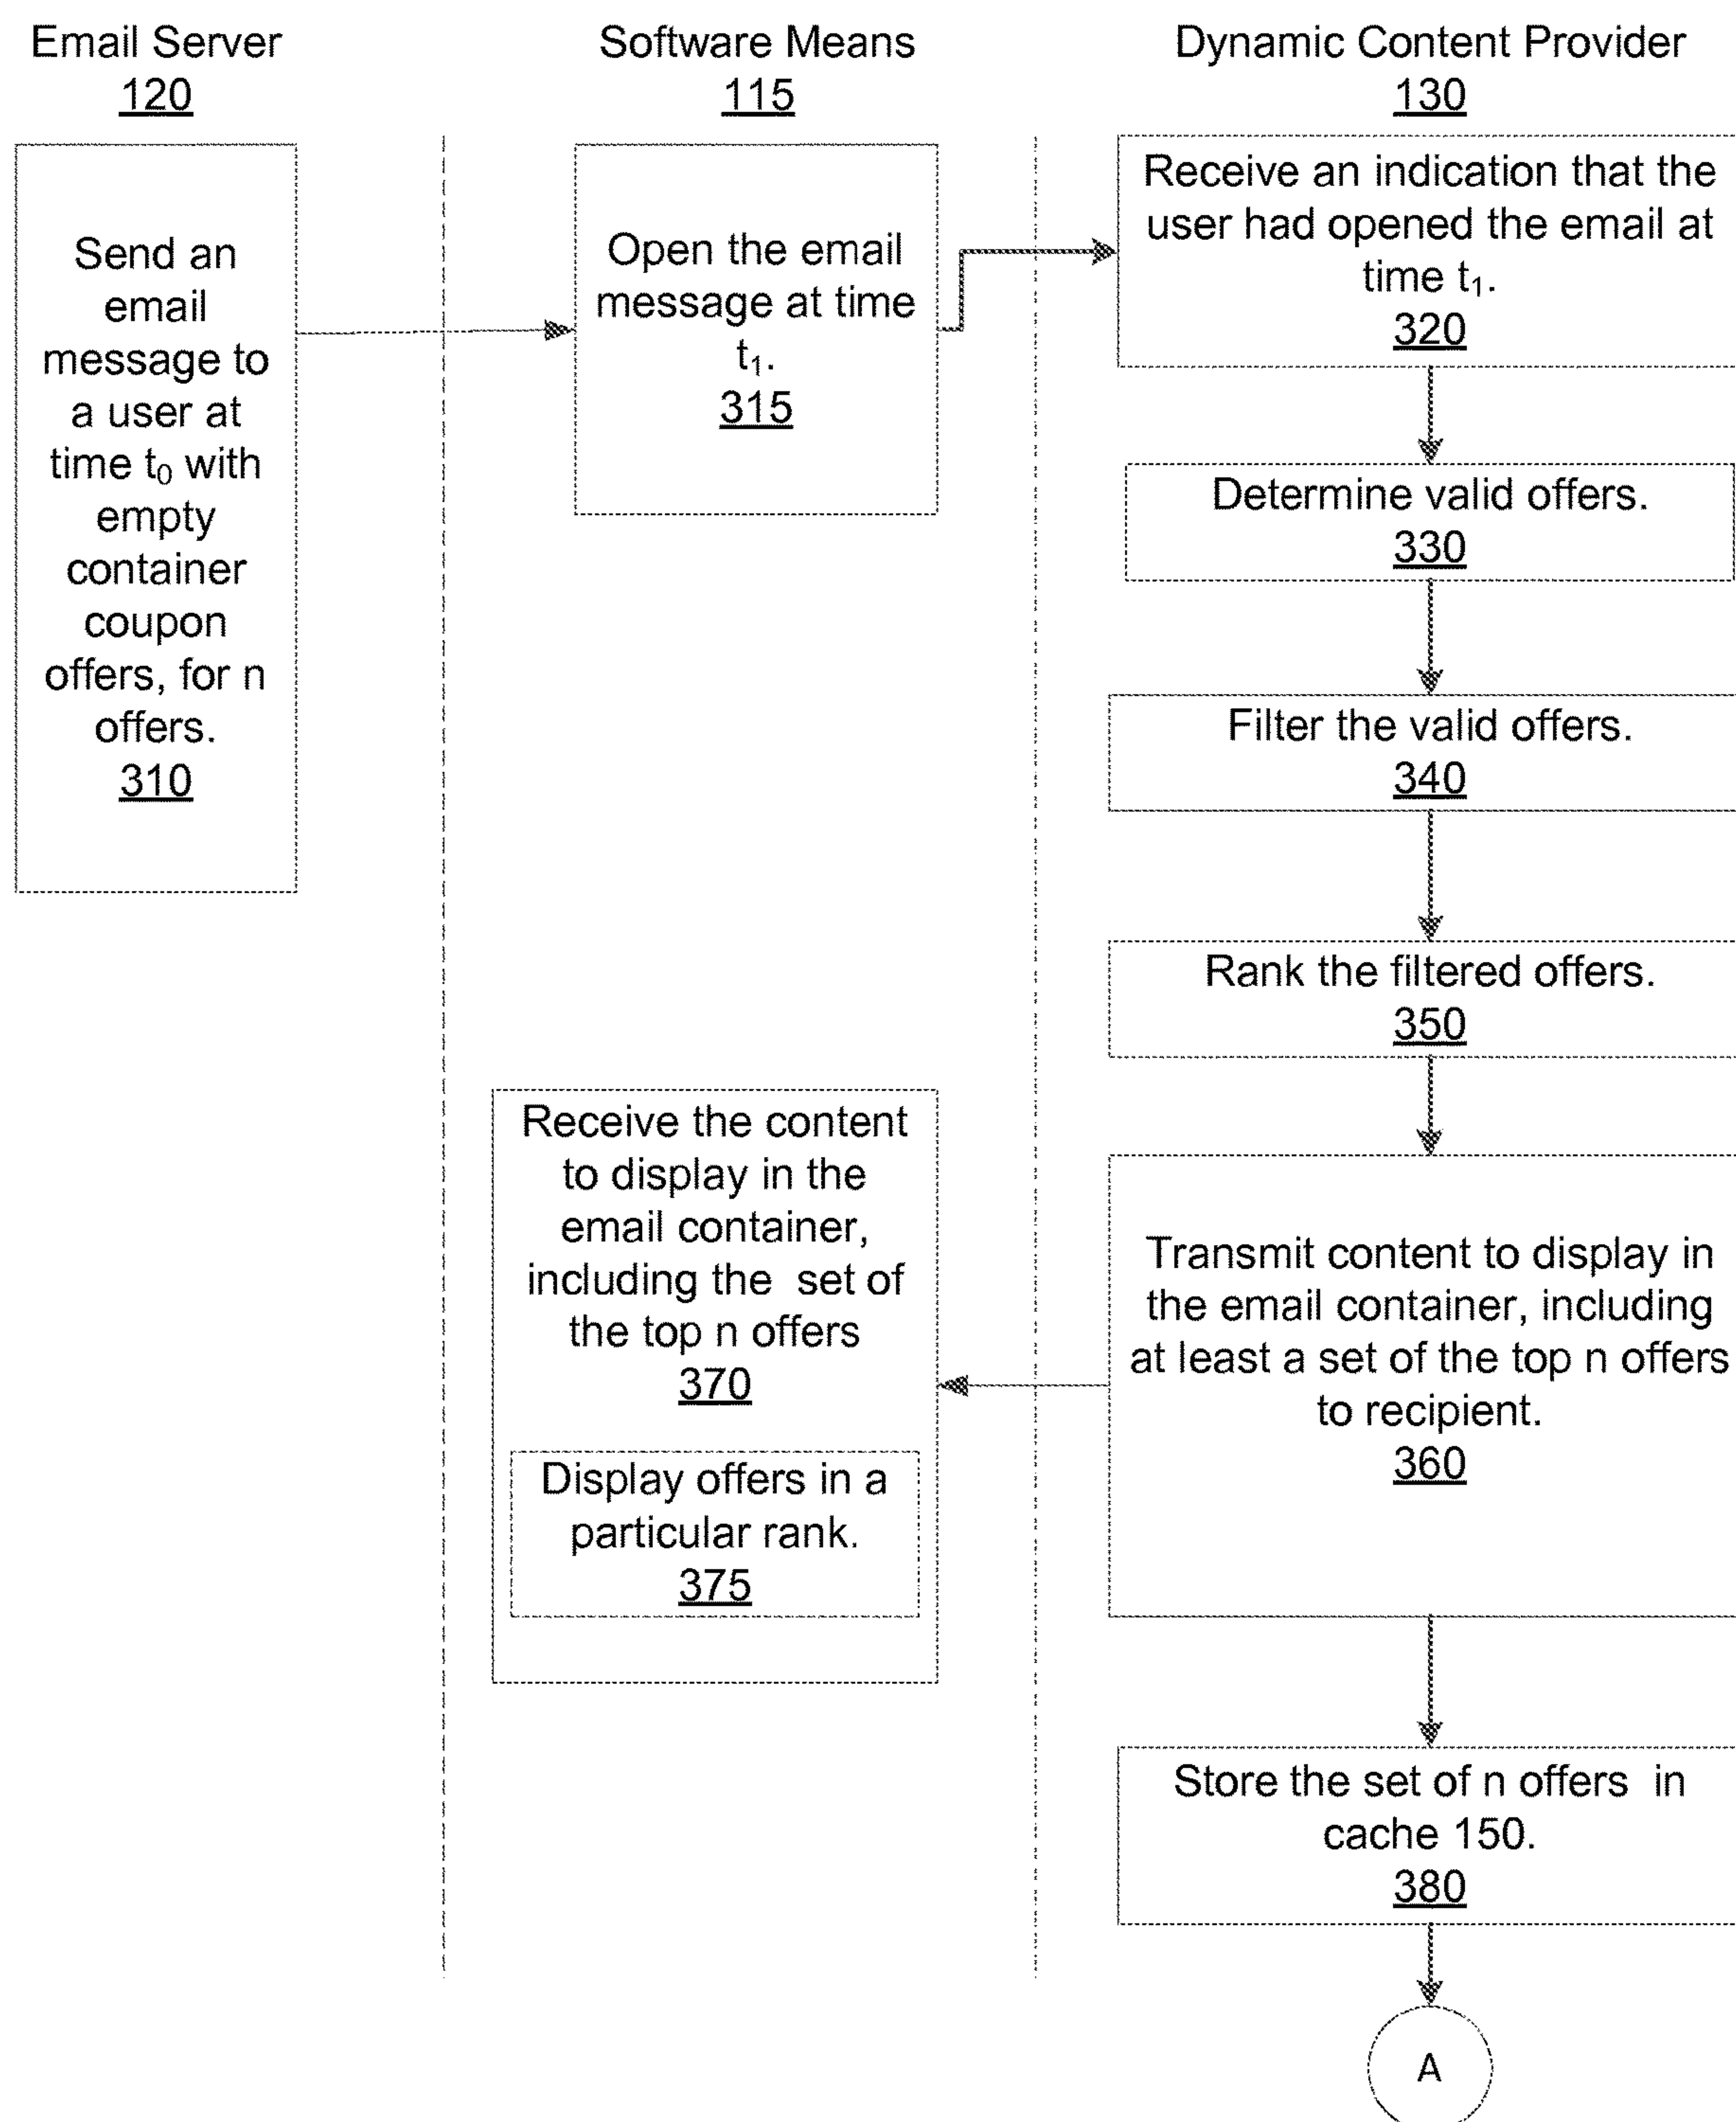 Email Server
120
Software Means
115
Dynamic Content Provider
130
Send an
email
message to
a user at
time t₀ with
empty
container
coupon
offers, for n
offers.
310
Open the email
message at time
t₁.
315
Receive an indication that the
user had opened the email at
time t₁.
320
Determine valid offers.
330
Filter the valid offers.
340
Rank the filtered offers.
350
Transmit content to display in
the email container, including
at least a set of the top n offers
to recipient.
360
Receive the content
to display in the
email container,
including the set of
the top n offers
370
Display offers in a
particular rank.
375
Store the set of n offers in
cache 150.
380
A